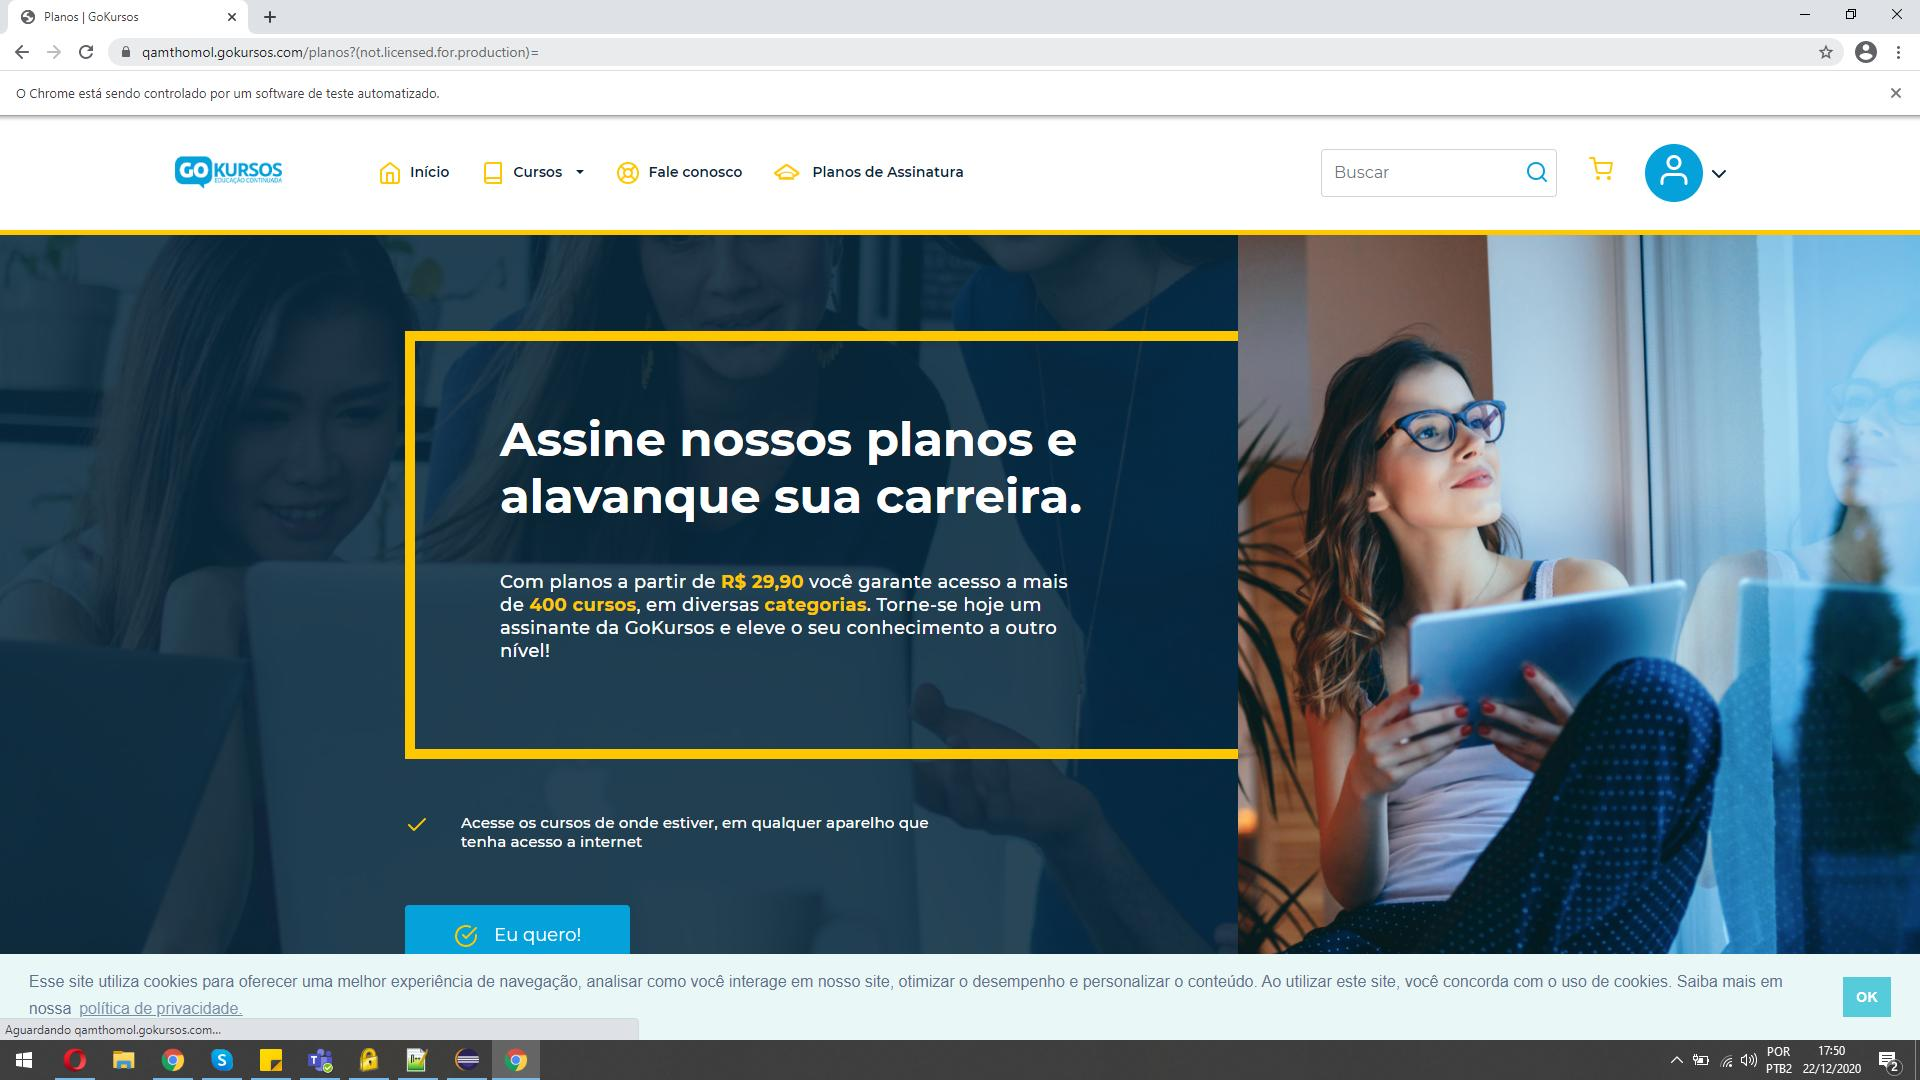 Planos | GoKursos
qamthomol.gokursos.com/planos?(not.licensed.for.production)=
O Chrome está sendo controlado por um software de teste automatizado.
GO KURSOS
EDUCAÇÃO CONTINUADA
Início
Cursos
Fale conosco
Planos de Assinatura
Buscar
Assine nossos planos e
alavanque sua carreira.
Com planos a partir de R$ 29,90 você garante acesso a mais
de 400 cursos, em diversas categorias. Torne-se hoje um
assinante da GoKursos e eleve o seu conhecimento a outro
nível!
Acesse os cursos de onde estiver, em qualquer aparelho que
tenha acesso a internet
Eu quero!
Esse site utiliza cookies para oferecer uma melhor experiência de navegação, analisar como você interage em nosso site, otimizar o desempenho e personalizar o conteúdo. Ao utilizar este site, você concorda com o uso de cookies. Saiba mais em
nossa política de privacidade.
OK
Aguardando qamthomol.gokursos.com...
POR
PTB2
17:50
22/12/2020
2